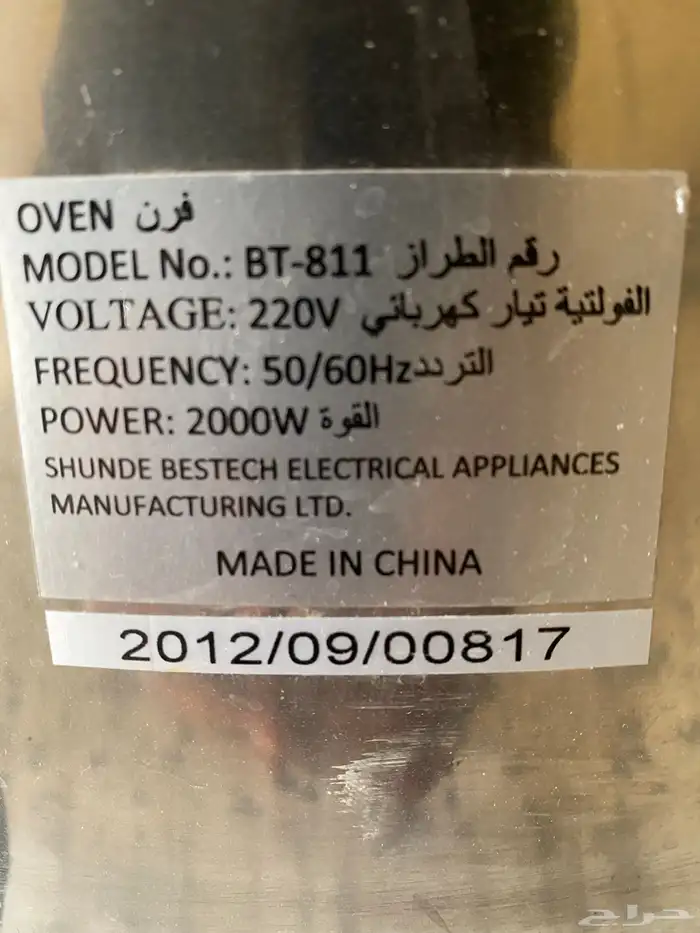 OVEN فرن
MODEL No.: BT-811 رقم الطراز
VOLTAGE: 220V الفولتية تيار كهربائي
FREQUENCY: 50/60Hz التردد
POWER: 2000W القوة
SHUNDE BESTECH ELECTRICAL APPLIANCES
MANUFACTURING LTD.
MADE IN CHINA
2012/09/00817
حراج